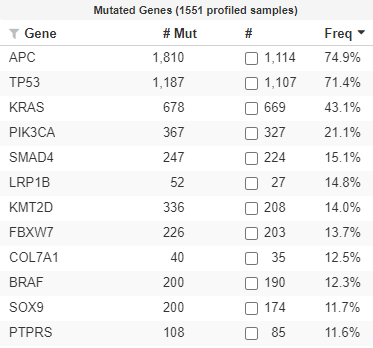 Mutated Genes (1551 profiled samples)
Gene # Mut # Freq
APC 1,810 1,114 74.9%
TP53 1,187 1,107 71.4%
KRAS 678 669 43.1%
PIK3CA 367 327 21.1%
SMAD4 247 224 15.1%
LRP1B 52 27 14.8%
KMT2D 336 208 14.0%
FBXW7 226 203 13.7%
COL7A1 40 35 12.5%
BRAF 200 190 12.3%
SOX9 200 174 11.7%
PTPRS 108 85 11.6%